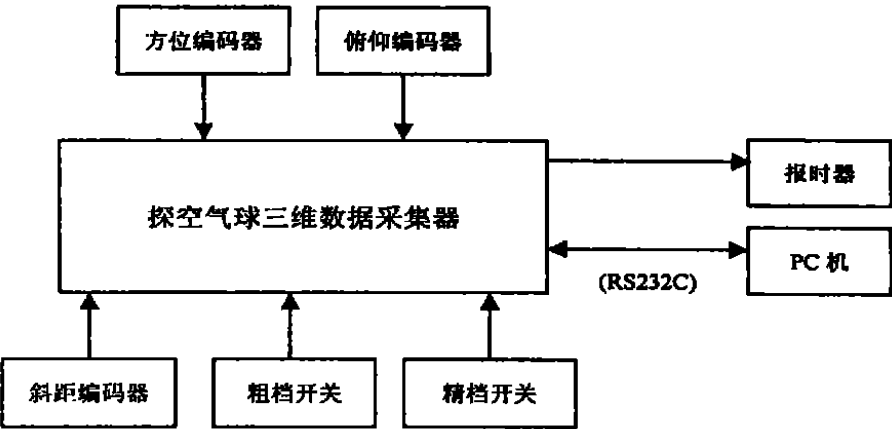 方位编码器
俯仰编码器
报时器
探空气球三维数据采集器
PC 机
(RS232C)
斜距编码器
粗档开关
精档开关